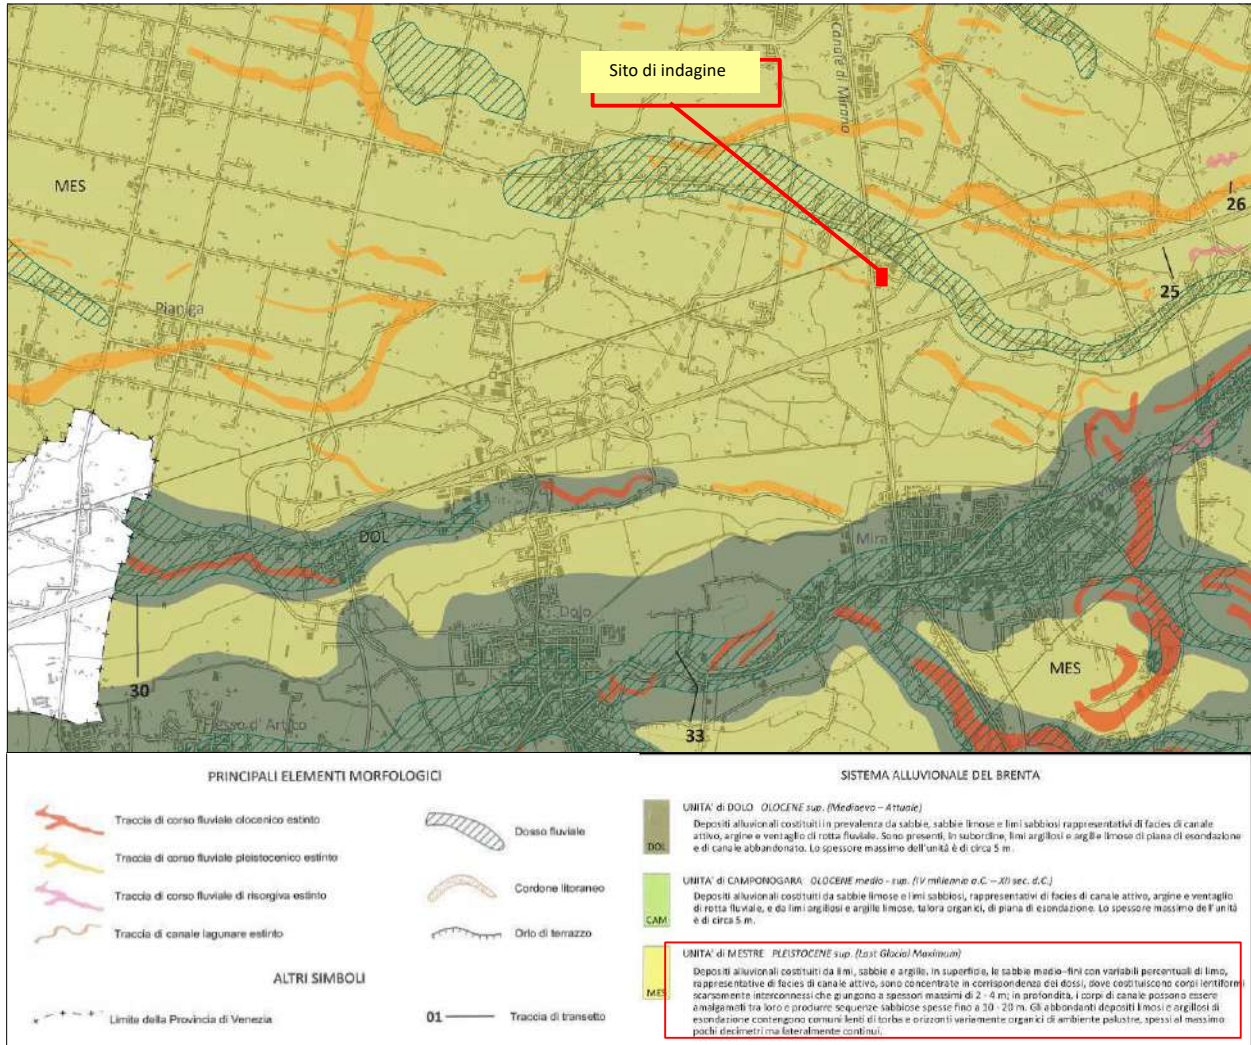 Sito di indagine
Canale di Mirano
MES
26
25
Pianiga
DOL
Mira
Dolo
MES
30
Fiesso d' Artico
33
PRINCIPALI ELEMENTI MORFOLOGICI
Traccia di corso fluviale olocenico estinto
Traccia di corso fluviale pleistocenico estinto
Traccia di corso fluviale di risorgiva estinto
Traccia di canale lagunare estinto
Dosso fluviale
Cordone litoraneo
Orlo di terrazzo
ALTRI SIMBOLI
Limite della Provincia di Venezia
01
Traccia di transetto
SISTEMA ALLUVIONALE DEL BRENTA
UNITA' di DOLO OLOCENE sup. (Medioevo – Attuale)
Depositi alluvionali costituiti in prevalenza da sabbie, sabbie limose e limi sabbiosi rappresentativi di facies di canale
attivo, argine e ventaglio di rotta fluviale. Sono presenti, in subordine, limi argillosi e argille limose di piana di esondazione
e di canale abbandonato. Lo spessore massimo dell'unità è di circa 5 m.
DOL
UNITA' di CAMPONOGARA OLOCENE medio - sup. (IV millennio a.C. – XI sec. d.C.)
Depositi alluvionali costituiti da sabbie limose e limi sabbiosi, rappresentativi di facies di canale attivo, argine e ventaglio
di rotta fluviale, e da limi argillosi e argille limose, talora organici, di piana di esondazione. Lo spessore massimo dell'unità
è di circa 5 m.
CAM
UNITA' di MESTRE PLEISTOCENE sup. (Last Glacial Maximum)
Depositi alluvionali costituiti da limi, sabbie e argille. In superficie, le sabbie medio-fini con variabili percentuali di limo,
rappresentative di facies di canale attivo, sono concentrate in corrispondenza dei dossi, dove costituiscono corpi lentiformi
scarsamente interconnessi che giungono a spessori massimi di 2 - 4 m; in profondità, i corpi di canale possono essere
amalgamati tra loro e produrre sequenze sabbiose spesse fino a 10 - 20 m. Gli abbondanti depositi limosi e argillosi di
esondazione contengono comuni lenti di torba e orizzonti variamente organici di ambiente palustre, spessi al massimo
pochi decimetri ma lateralmente continui.
MES